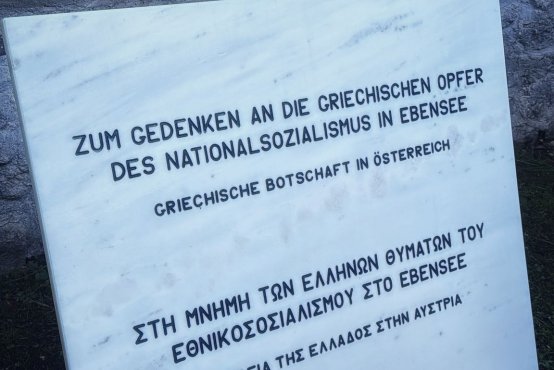 ZUM GEDENKEN AN DIE GRIECHISCHEN OPFER
DES NATIONALSOZIALISMUS IN EBENSEE
GRIECHISCHE BOTSCHAFT IN ÖSTERREICH
ΣΤΗ ΜΝΗΜΗ ΤΩΝ ΕΛΛΗΝΩΝ ΘΥΜΑΤΩΝ ΤΟΥ
ΕΘΝΙΚΟΣΟΣΙΑΛΙΣΜΟΥ ΣΤΟ EBENSEE
ΤΗΣ ΕΛΛΑΔΟΣ ΣΤΗΝ ΑΥΣΤΡΙΑ